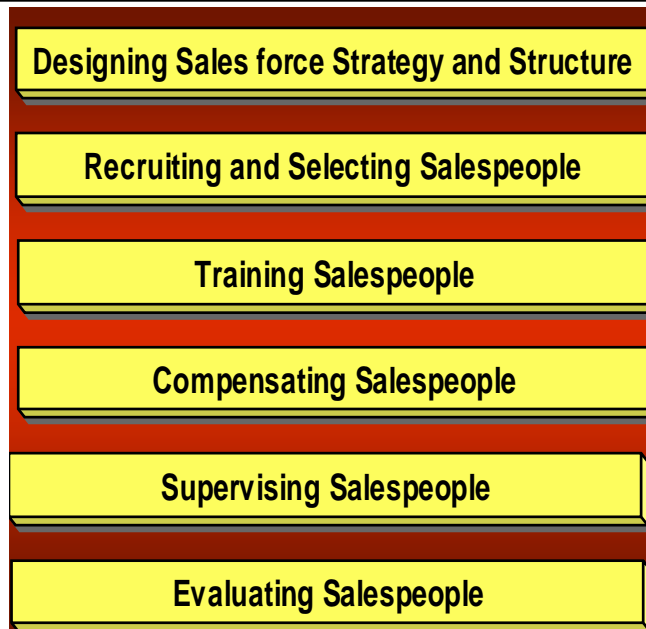 Designing Sales force Strategy and Structure
Recruiting and Selecting Salespeople
Training Salespeople
Compensating Salespeople
Supervising Salespeople
Evaluating Salespeople